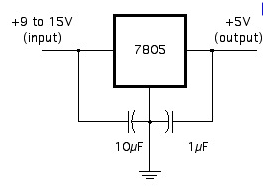 +9 to 15V
(input)
7805
+5V
(output)
10µF
1µF